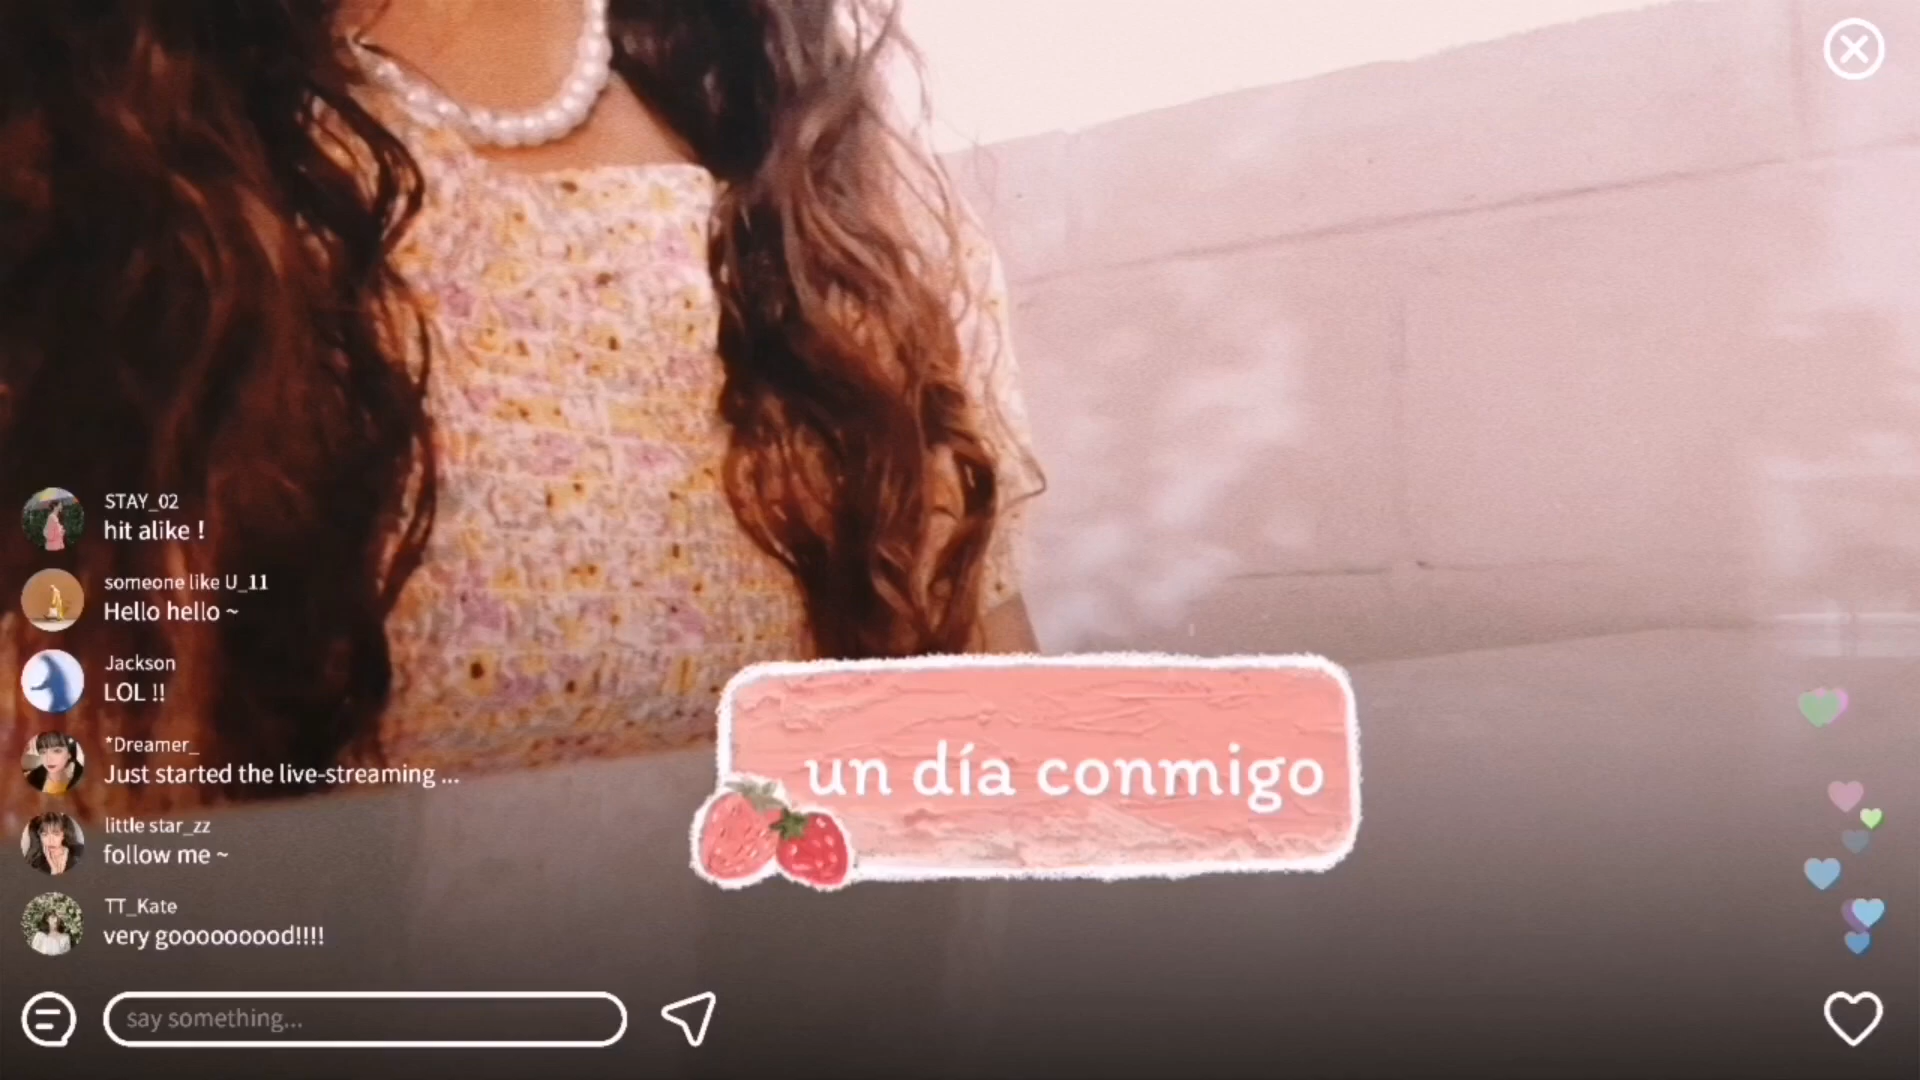 STAY_02
hit alike !
someone like U_11
Hello hello ~
Jackson
LOL !!
*Dreamer_
Just started the live-streaming ...
little star_zz
follow me ~
TT_Kate
very gooooooood!!!!
say something...
un día conmigo